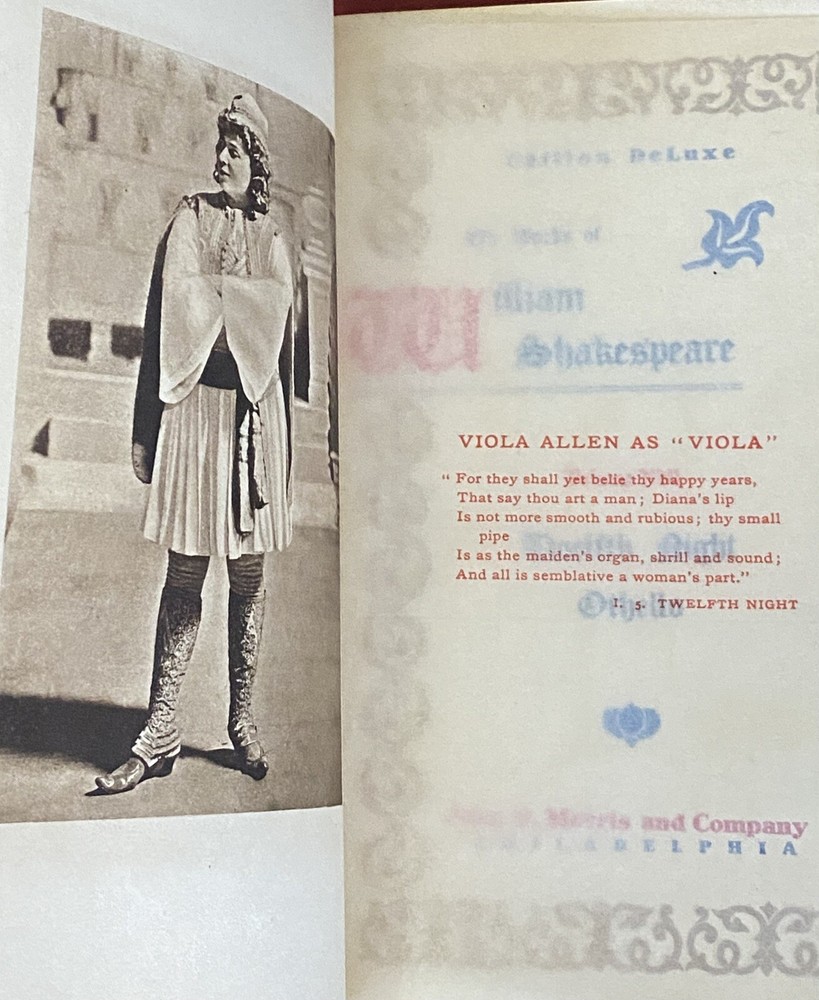 Edition DeLuxe
The Works of
William
Shakespeare
VIOLA ALLEN AS "VIOLA"
"For they shall yet belie thy happy years,
That say thou art a man; Diana's lip
Is not more smooth and rubious; thy small
pipe
Is as the maiden's organ, shrill and sound;
And all is semblative a woman's part."
I. 5. TWELFTH NIGHT
Twelfth Night
Othello
Morris and Company
PHILADELPHIA